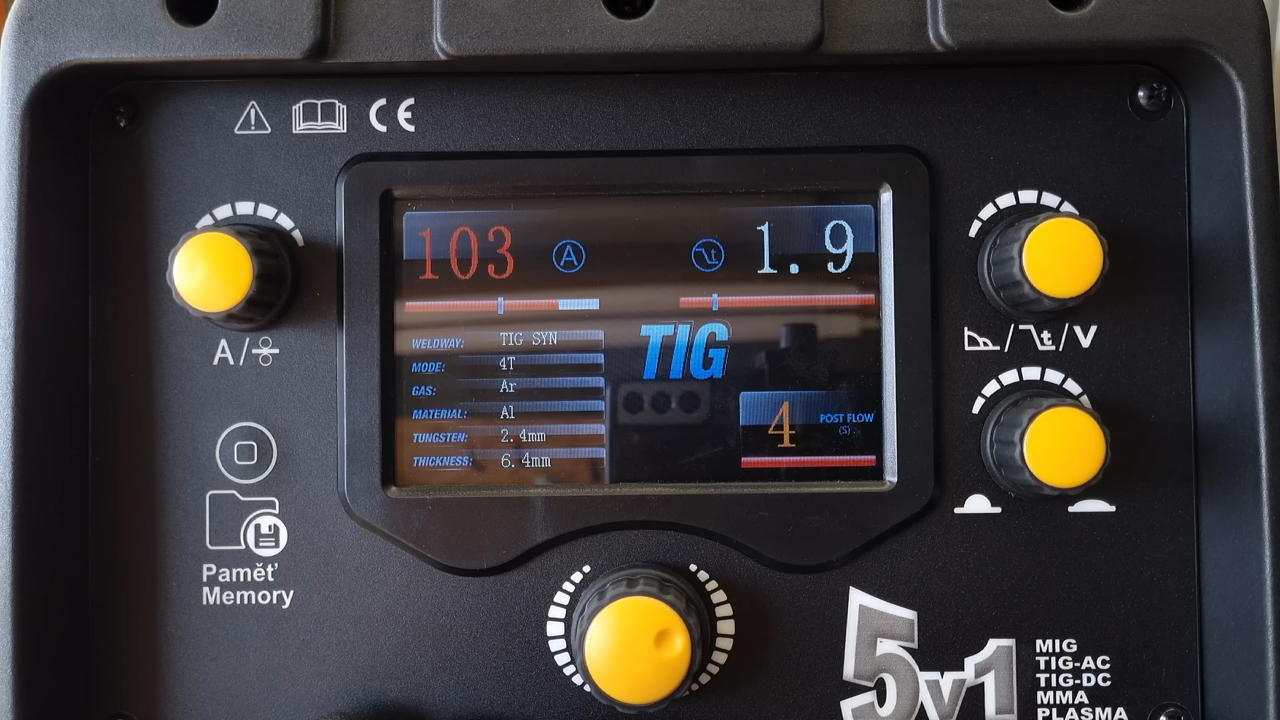 CE
103 A t 1.9
WELDWAY: TIG SYN
MODE: 4T
GAS: Ar
MATERIAL: Al
TUNGSTEN: 2.4mm
THICKNESS: 6.4mm
TIG
4 POST FLOW
(S)
A/
/t/V
Paměť
Memory
5v1
MIG
TIG-AC
TIG-DC
MMA
PLASMA